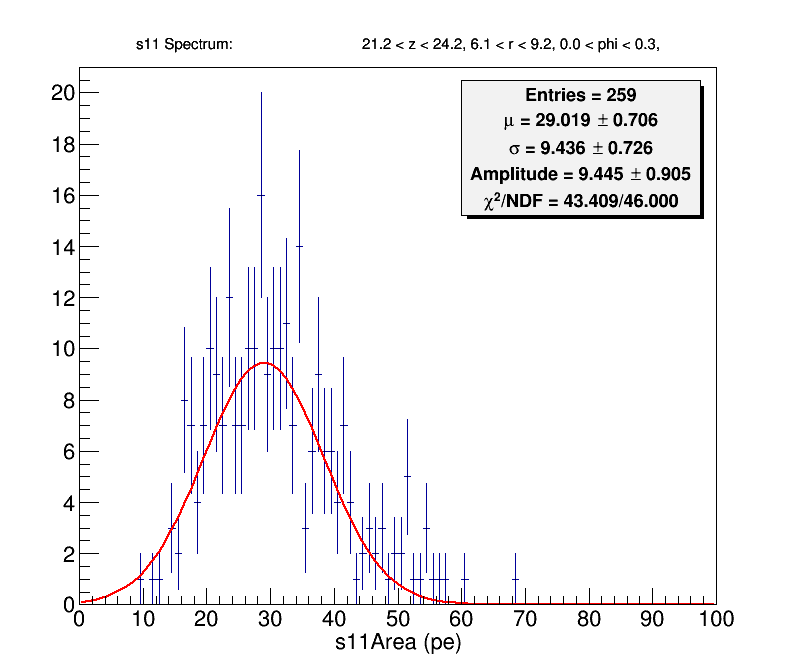 s11 Spectrum: 21.2 < z < 24.2, 6.1 < r < 9.2, 0.0 < phi < 0.3,
Entries = 259
μ = 29.019 ± 0.706
σ = 9.436 ± 0.726
Amplitude = 9.445 ± 0.905
χ²/NDF = 43.409/46.000
20
18
16
14
12
10
8
6
4
2
0
0 10 20 30 40 50 60 70 80 90 100
s11Area (pe)